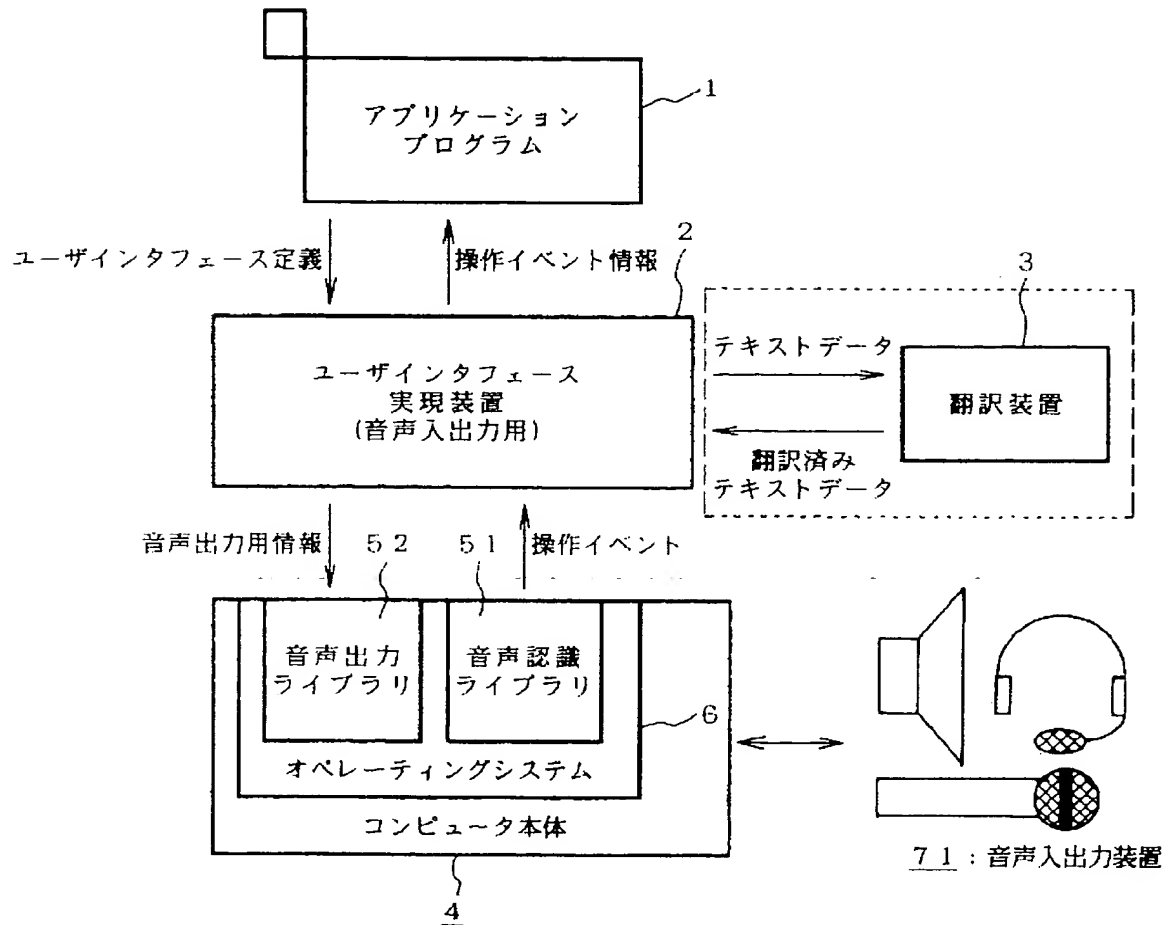 1
アプリケーション
プログラム
ユーザインタフェース定義
操作イベント情報
2
3
ユーザインタフェース
実現装置
(音声入出力用)
テキストデータ
翻訳装置
翻訳済み
テキストデータ
音声出力用情報
52
51
操作イベント
音声出力
ライブラリ
音声認識
ライブラリ
6
オペレーティングシステム
コンピュータ本体
4
71:音声入出力装置